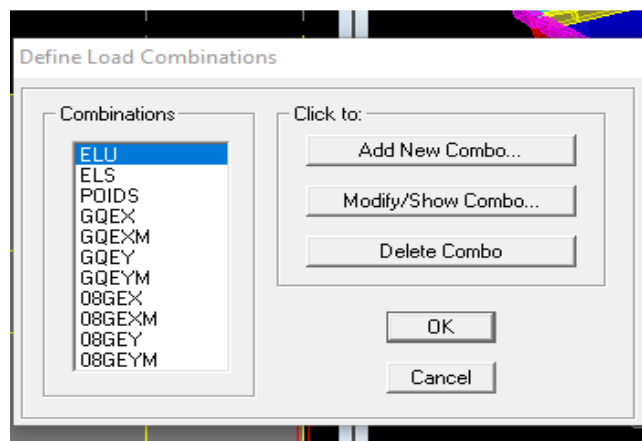 Define Load Combinations
Combinations
ELU
ELS
POIDS
GQEX
GQEXM
GQEY
GQEYM
08GEX
08GEXM
08GEY
08GEYM
Click to:
Add New Combo...
Modify/Show Combo...
Delete Combo
OK
Cancel